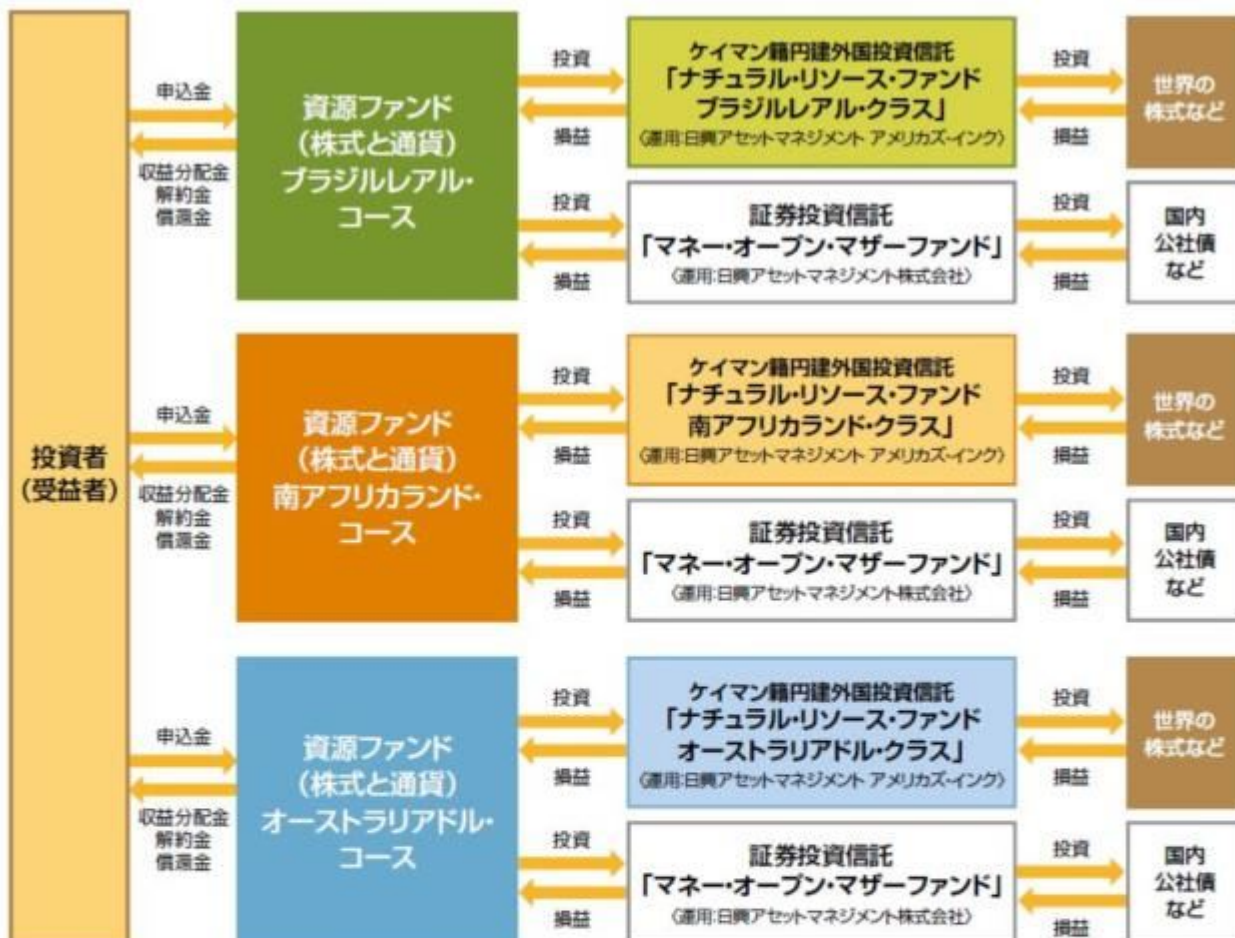 投資者
(受益者)
申込金
収益分配金
解約金
償還金
資源ファンド
(株式と通貨)
ブラジルレアル・
コース
投資
損益
ケイマン籍円建外国投資信託
「ナチュラル・リソース・ファンド
ブラジルレアル・クラス」
〈運用:日興アセットマネジメント アメリカズ・インク〉
投資
損益
世界の
株式など
投資
損益
証券投資信託
「マネー・オープン・マザーファンド」
〈運用:日興アセットマネジメント株式会社〉
投資
損益
国内
公社債
など
申込金
収益分配金
解約金
償還金
資源ファンド
(株式と通貨)
南アフリカランド・
コース
投資
損益
ケイマン籍円建外国投資信託
「ナチュラル・リソース・ファンド
南アフリカランド・クラス」
〈運用:日興アセットマネジメント アメリカズ・インク〉
投資
損益
世界の
株式など
投資
損益
証券投資信託
「マネー・オープン・マザーファンド」
〈運用:日興アセットマネジメント株式会社〉
投資
損益
国内
公社債
など
申込金
収益分配金
解約金
償還金
資源ファンド
(株式と通貨)
オーストラリアドル・
コース
投資
損益
ケイマン籍円建外国投資信託
「ナチュラル・リソース・ファンド
オーストラリアドル・クラス」
〈運用:日興アセットマネジメント アメリカズ・インク〉
投資
損益
世界の
株式など
投資
損益
証券投資信託
「マネー・オープン・マザーファンド」
〈運用:日興アセットマネジメント株式会社〉
投資
損益
国内
公社債
など